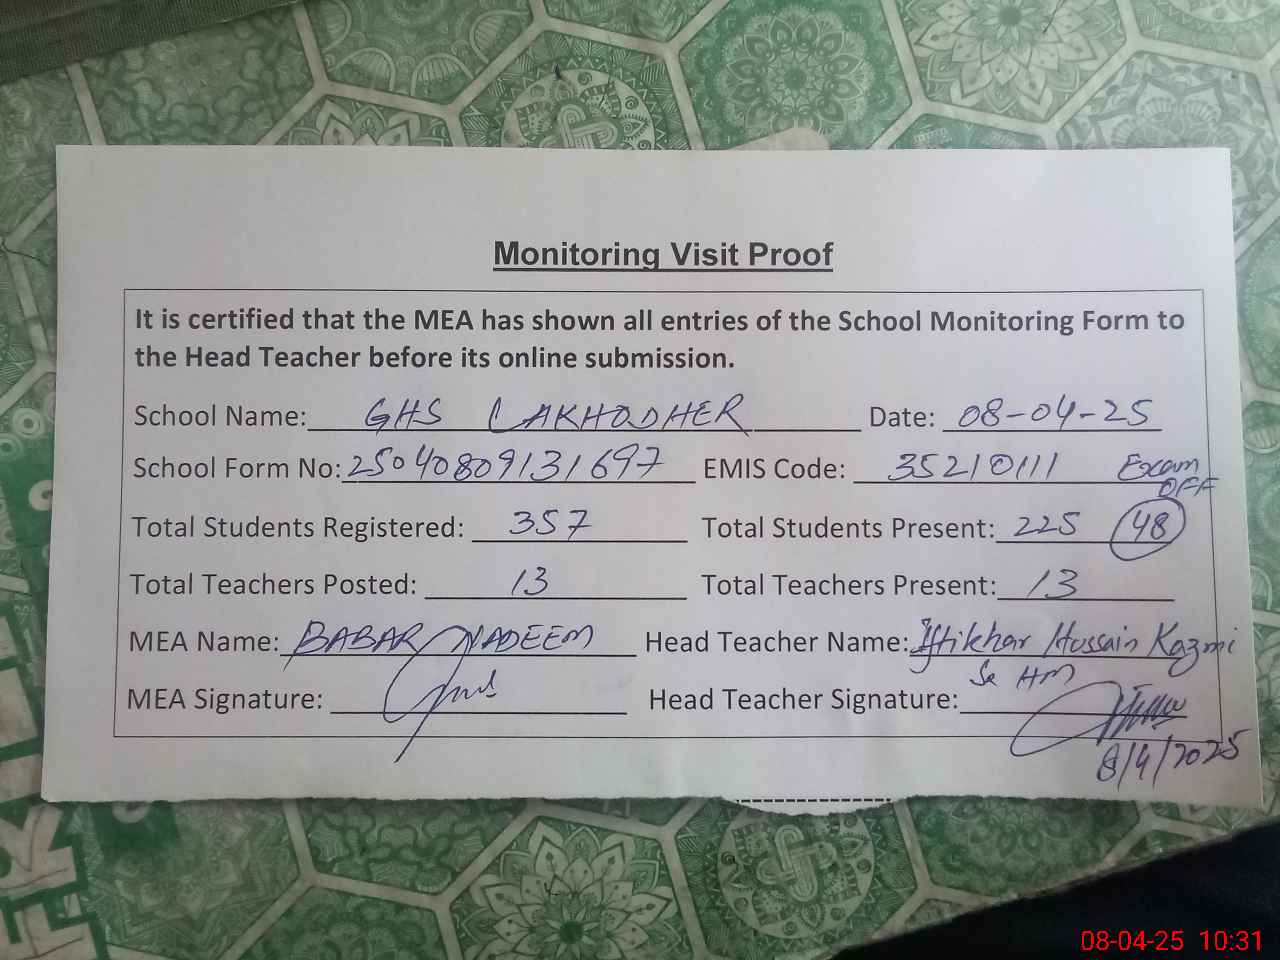 Monitoring Visit Proof
It is certified that the MEA has shown all entries of the School Monitoring Form to
the Head Teacher before its online submission.
School Name: GHS LAKHODHER Date: 08-04-25
School Form No: 25040809131697 EMIS Code: 35210111 Exam
OFF
Total Students Registered: 357 Total Students Present: 225 48
Total Teachers Posted: 13 Total Teachers Present: 13
MEA Name: BABAR NADEEM Head Teacher Name: Iftikhar Hussain Kazmi
Se HM
MEA Signature: Head Teacher Signature:
8/4/2025
08-04-25 10:31